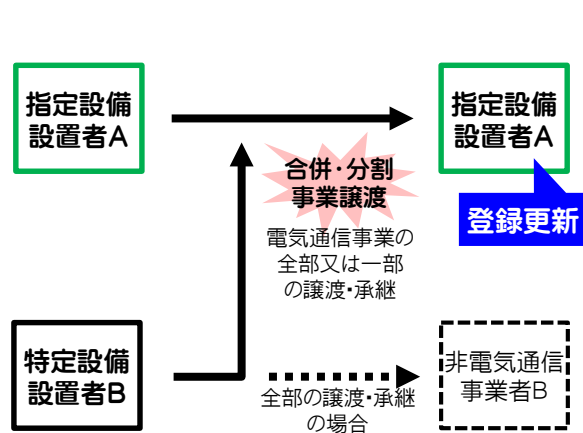 指定設備
設置者A
指定設備
設置者A
登録更新
合併・分割
事業譲渡
電気通信事業の
全部又は一部
の譲渡・承継
特定設備
設置者B
全部の譲渡・承継
の場合
非電気通信
事業者B